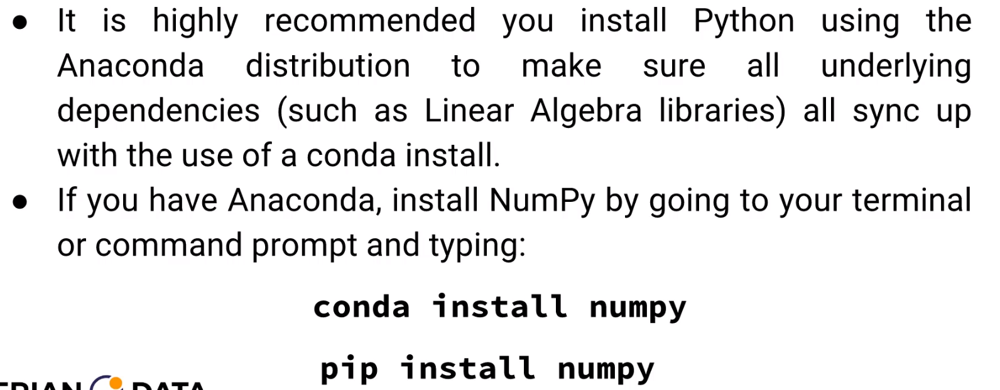 ● It is highly recommended you install Python using the
Anaconda distribution to make sure all underlying
dependencies (such as Linear Algebra libraries) all sync up
with the use of a conda install.
● If you have Anaconda, install NumPy by going to your terminal
or command prompt and typing:
conda install numpy
pip install numpy
DATA